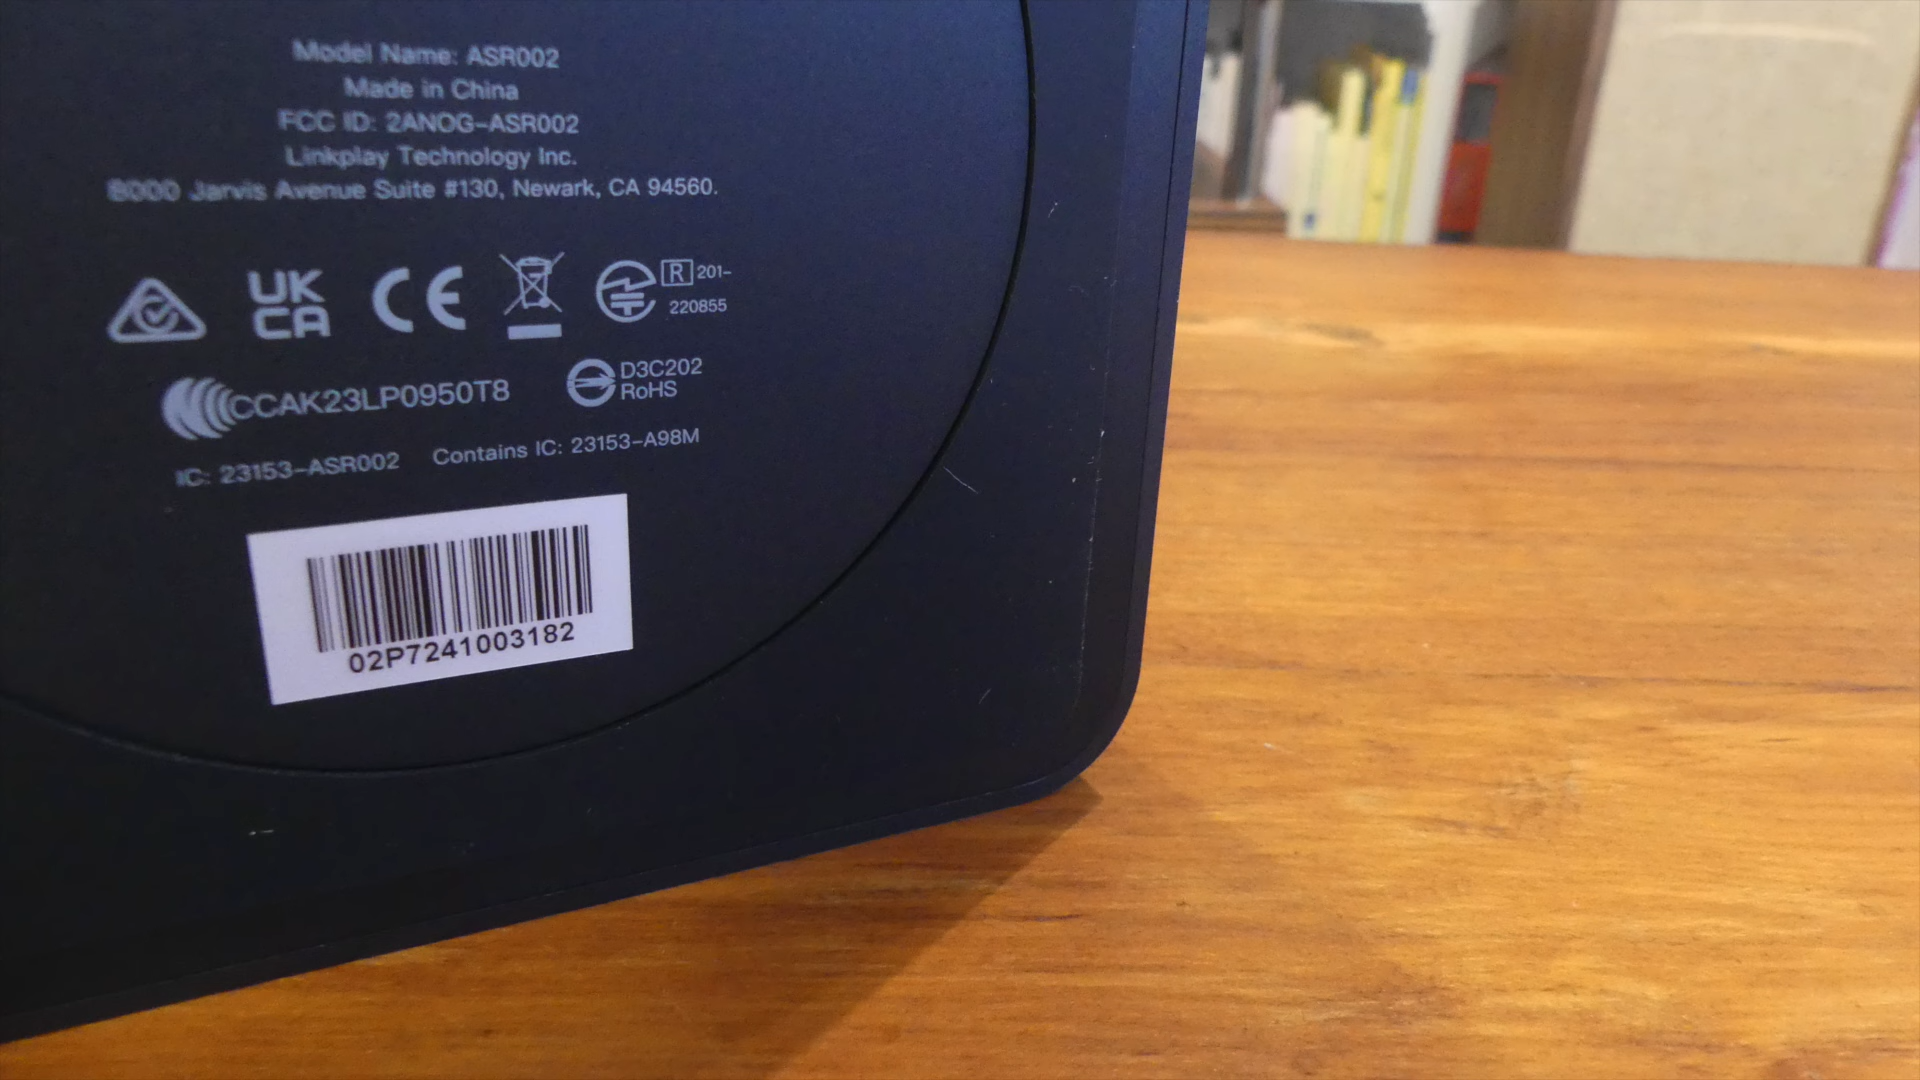 Model Name: ASR002
Made in China
FCC ID: 2ANOG-ASR002
Linkplay Technology Inc.
8000 Jarvis Avenue Suite #130, Newark, CA 94560.
UK
CA
CE
R 201-
220855
CCAK23LP0950T8
D3C202
RoHS
IC: 23153-ASR002 Contains IC: 23153-A98M
02P7241003182